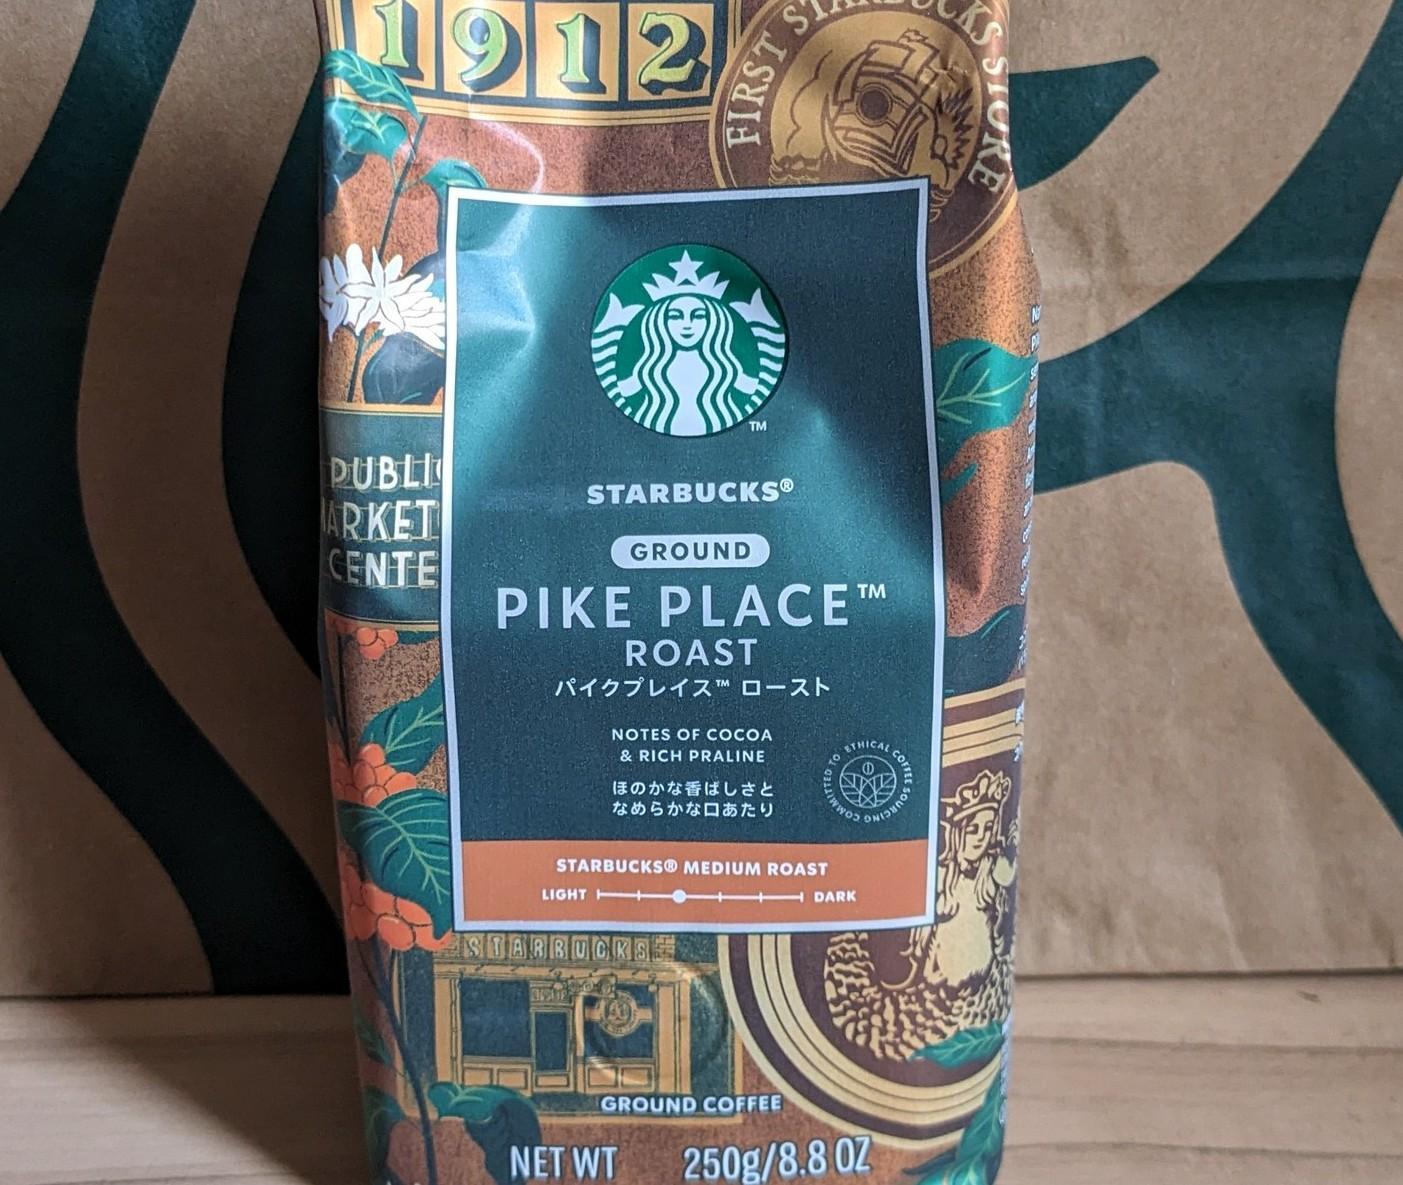 1912
FIRST STARBUCKS STORE
PUBLIC
MARKET
CENTE
TM
STARBUCKS®
GROUND
PIKE PLACE™
ROAST
パイクプレイス™ ロースト
NOTES OF COCOA
& RICH PRALINE
ほのかな香ばしさと
なめらかな口あたり
COMMITTED TO ETHICAL COFFEE SOURCING
STARBUCKS® MEDIUM ROAST
LIGHT DARK
STARBUCKS
GROUND COFFEE
NET WT 250g/8.8 OZ